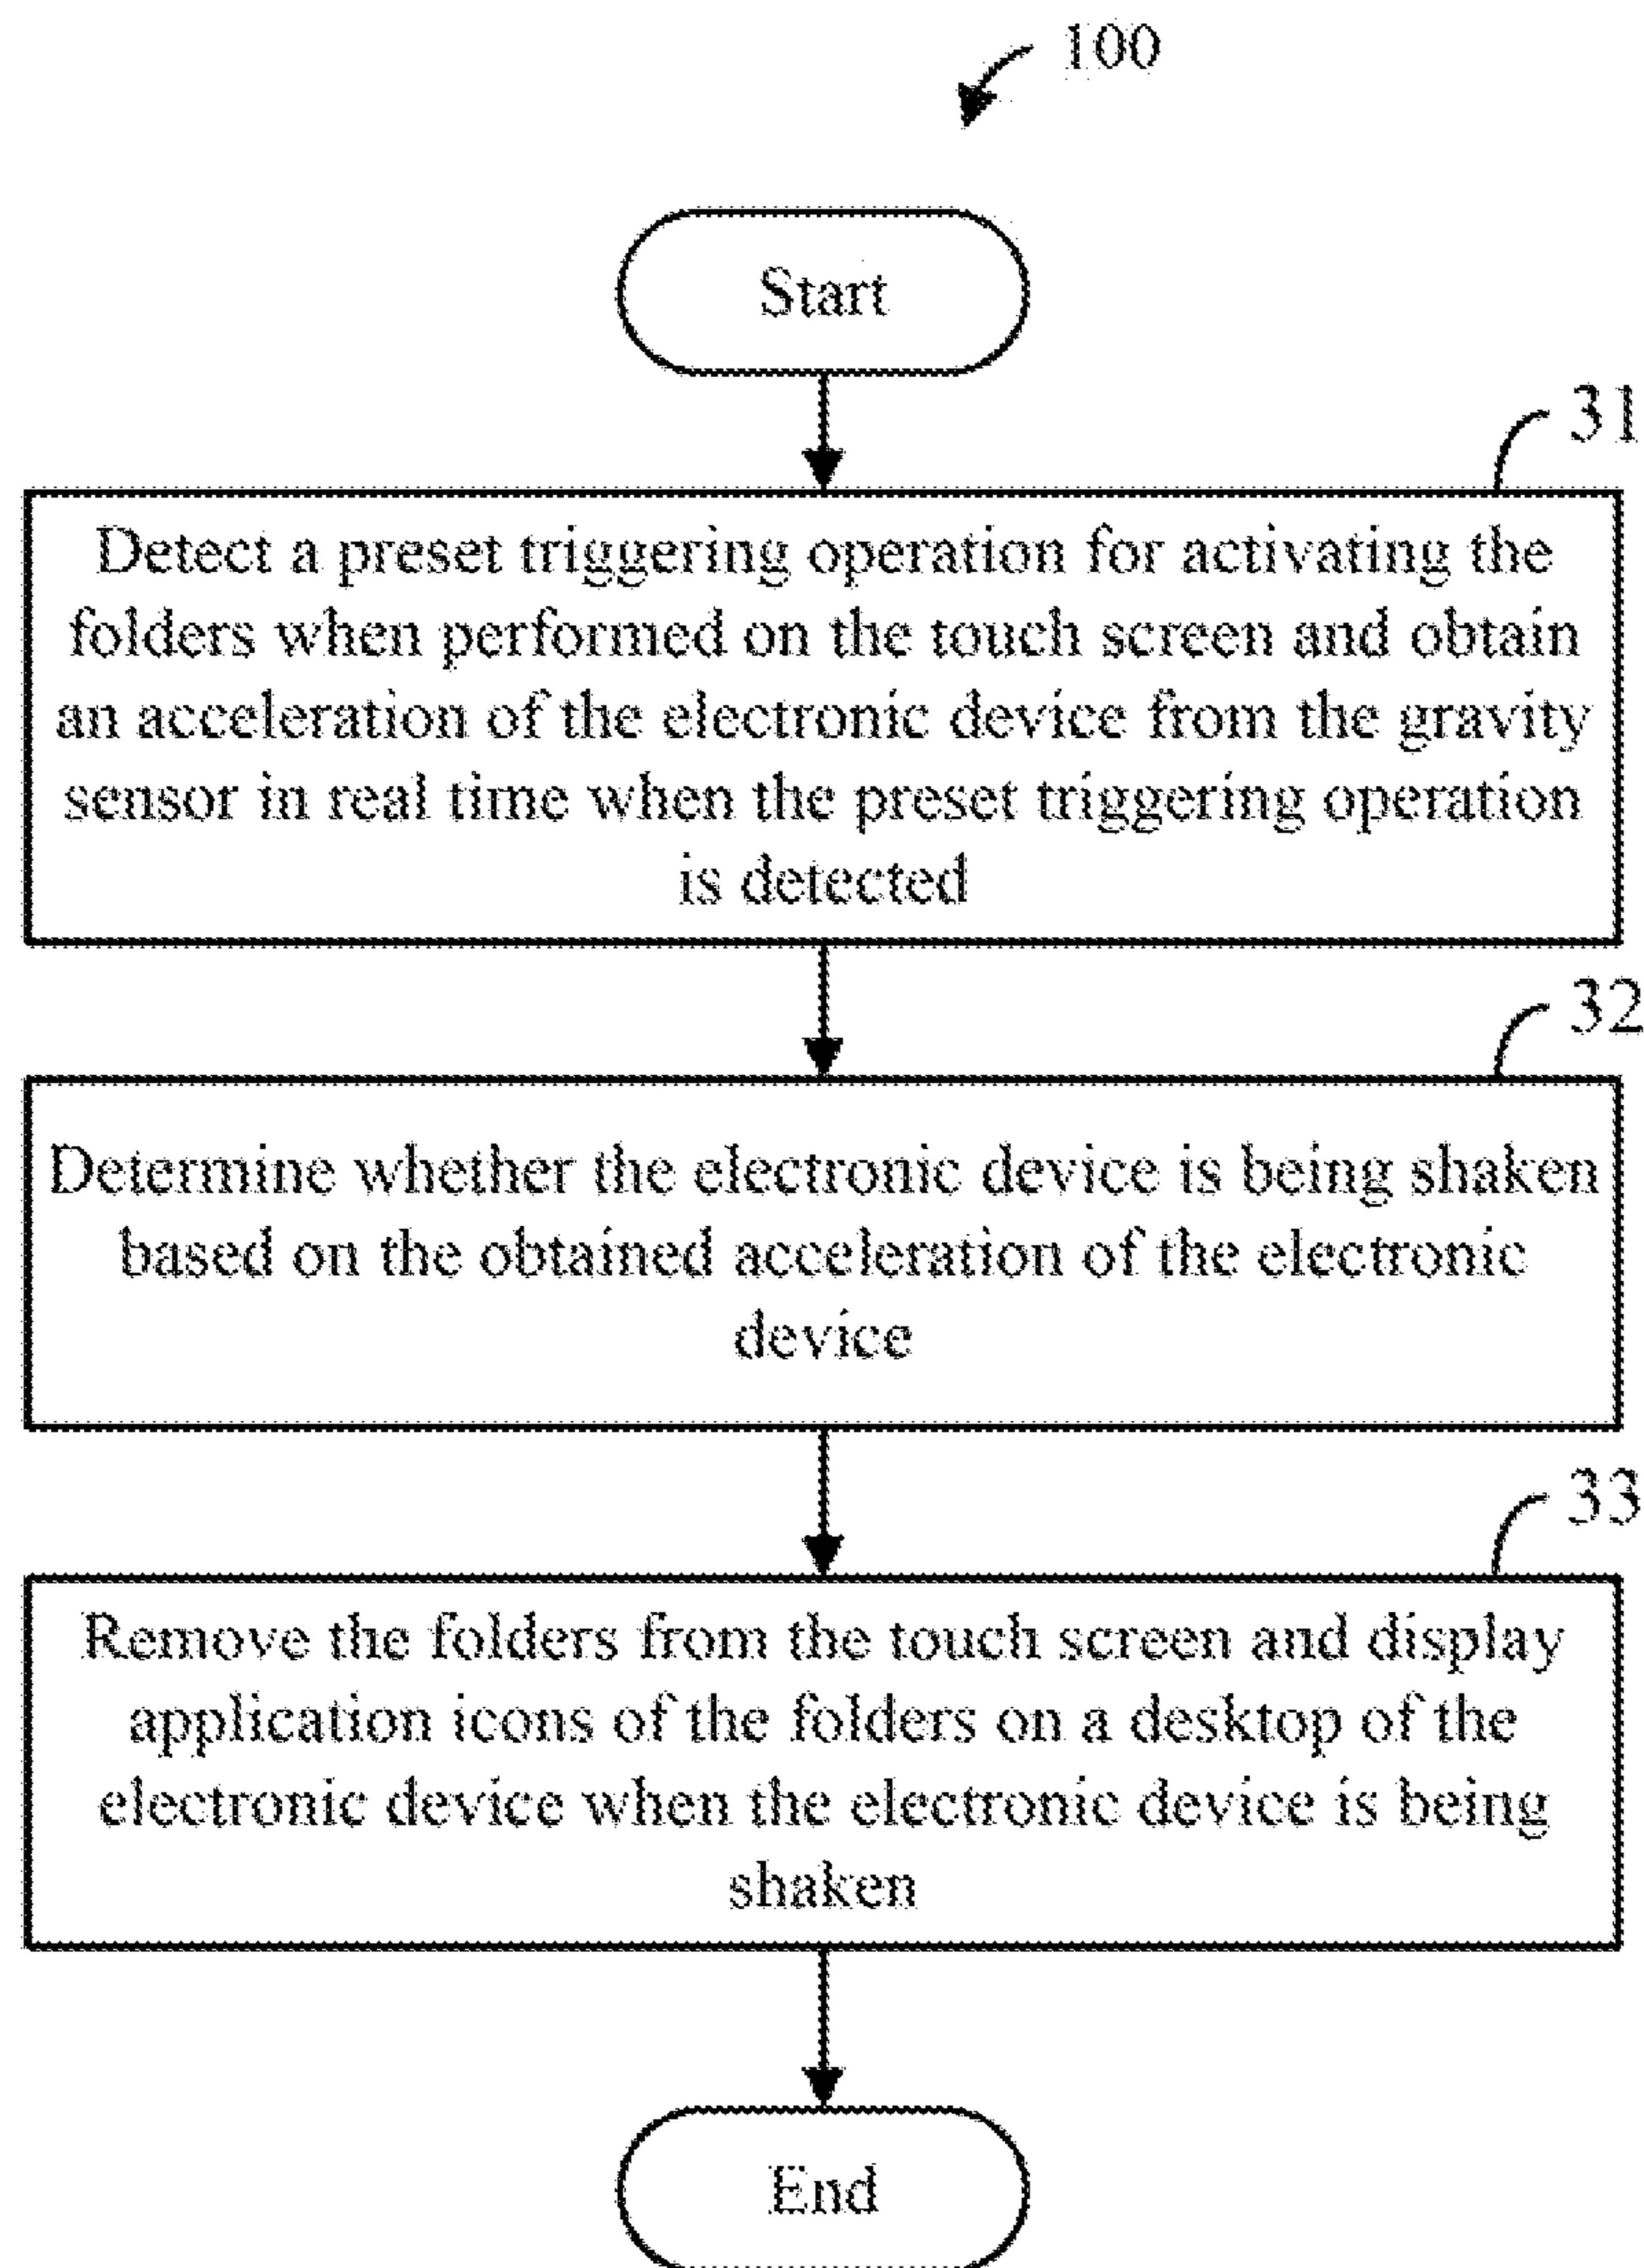 100
Start
31
Detect a preset triggering operation for activating the
folders when performed on the touch screen and obtain
an acceleration of the electronic device from the gravity
sensor in real time when the preset triggering operation
is detected
32
Determine whether the electronic device is being shaken
based on the obtained acceleration of the electronic
device
33
Remove the folders from the touch screen and display
application icons of the folders on a desktop of the
electronic device when the electronic device is being
shaken
End